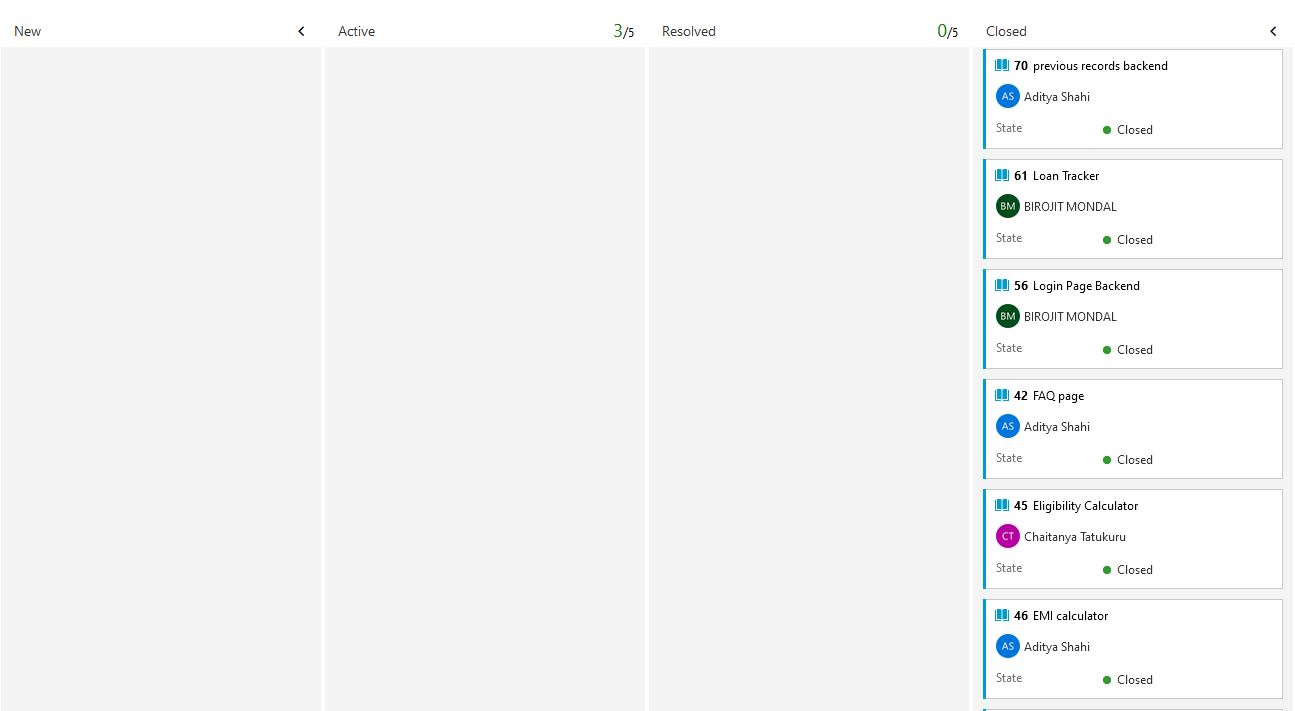 New
Active 3/5
Resolved 0/5
Closed
70 previous records backend
AS Aditya Shahi
State Closed
61 Loan Tracker
BM BIROJIT MONDAL
State Closed
56 Login Page Backend
BM BIROJIT MONDAL
State Closed
42 FAQ page
AS Aditya Shahi
State Closed
45 Eligibility Calculator
CT Chaitanya Tatukuru
State Closed
46 EMI calculator
AS Aditya Shahi
State Closed